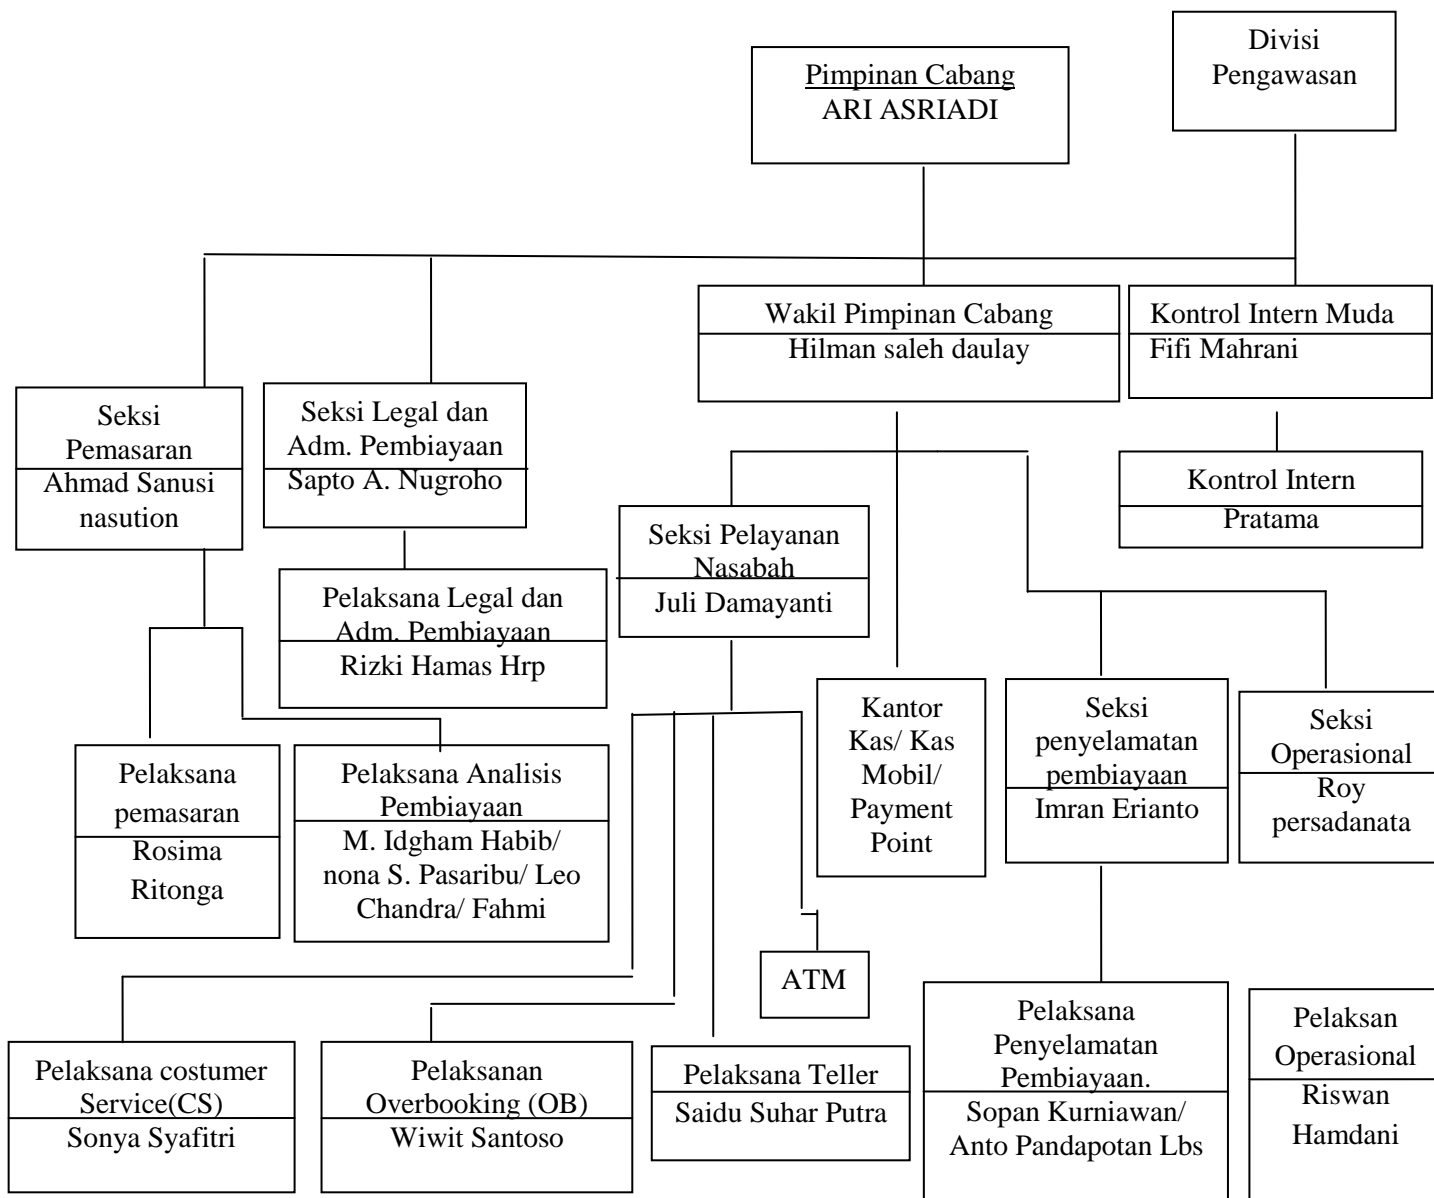 Divisi
Pengawasan
Pimpinan Cabang
ARI ASRIADI
Wakil Pimpinan Cabang
Hilman saleh daulay
Kontrol Intern Muda
Fifi Mahrani
Seksi
Pemasaran
Ahmad Sanusi
nasution
Seksi Legal dan
Adm. Pembiayaan
Sapto A. Nugroho
Kontrol Intern
Pratama
Seksi Pelayanan
Nasabah
Juli Damayanti
Pelaksana Legal dan
Adm. Pembiayaan
Rizki Hamas Hrp
Kantor
Kas/ Kas
Mobil/
Payment
Point
Seksi
penyelamatan
pembiayaan
Imran Erianto
Seksi
Operasional
Roy
persadanata
Pelaksana
pemasaran
Rosima
Ritonga
Pelaksana Analisis
Pembiayaan
M. Idgham Habib/
nona S. Pasaribu/ Leo
Chandra/ Fahmi
ATM
Pelaksana costumer
Service(CS)
Sonya Syafitri
Pelaksanan
Overbooking (OB)
Wiwit Santoso
Pelaksana Teller
Saidu Suhar Putra
Pelaksana
Penyelamatan
Pembiayaan.
Sopan Kurniawan/
Anto Pandapotan Lbs
Pelaksan
Operasional
Riswan
Hamdani